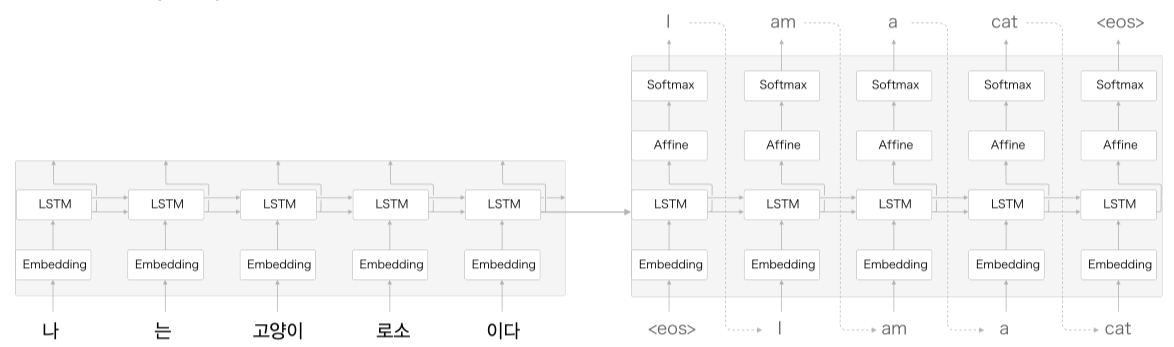 I am a cat <eos>
Softmax Softmax Softmax Softmax Softmax
Affine Affine Affine Affine Affine
LSTM LSTM LSTM LSTM LSTM LSTM LSTM LSTM LSTM LSTM
Embedding Embedding Embedding Embedding Embedding Embedding Embedding Embedding Embedding Embedding
나 는 고양이 로소 이다 <eos> I am a cat